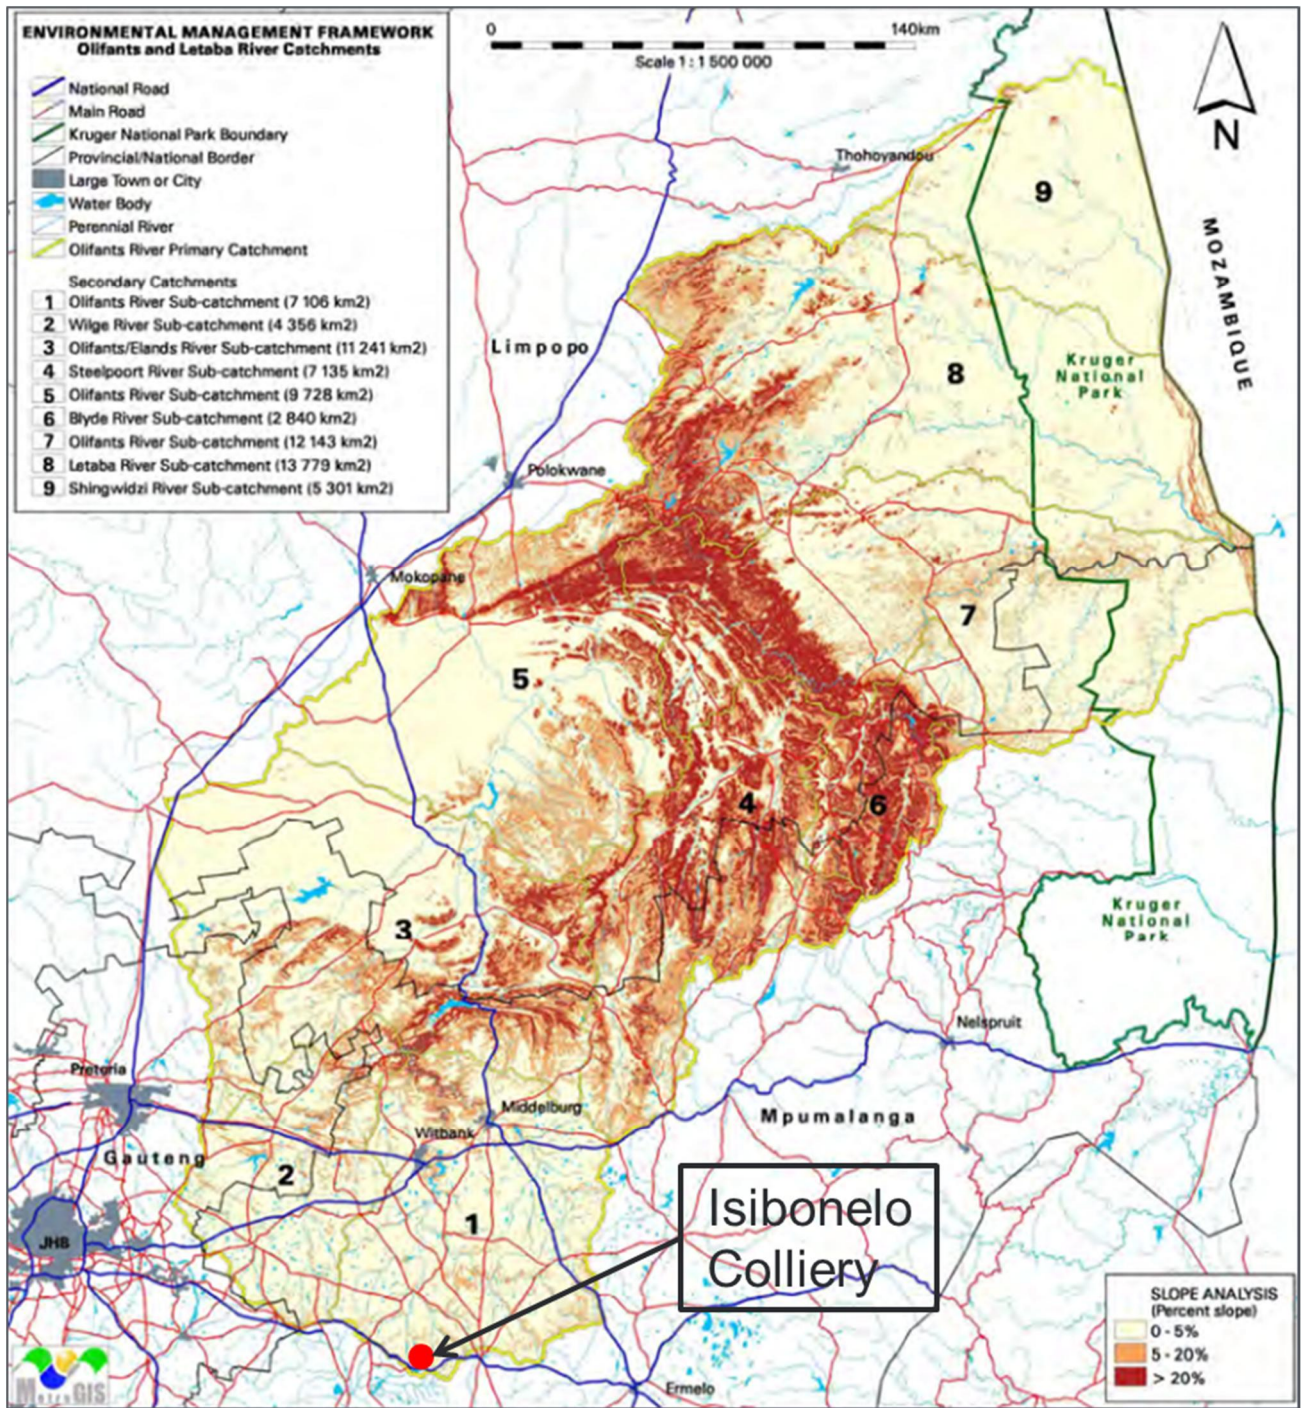 ENVIRONMENTAL MANAGEMENT FRAMEWORK
Olifants and Letaba River Catchments
National Road
Main Road
Kruger National Park Boundary
Provincial/National Border
Large Town or City
Water Body
Perennial River
Olifants River Primary Catchment
Secondary Catchments
1 Olifants River Sub-catchment (7 106 km2)
2 Wilge River Sub-catchment (4 356 km2)
3 Olifants/Elands River Sub-catchment (11 241 km2)
4 Steelpoort River Sub-catchment (7 135 km2)
5 Olifants River Sub-catchment (9 728 km2)
6 Blyde River Sub-catchment (2 840 km2)
7 Olifants River Sub-catchment (12 143 km2)
8 Letaba River Sub-catchment (13 779 km2)
9 Shingwidzi River Sub-catchment (5 301 km2)
0 140km
Scale 1 : 1 500 000
N
Thohoyandou
9
MOZAMBIQUE
Limpopo
Kruger
National
Park
8
Polokwane
Mokopane
7
5
4
6
3
Kruger
National
Park
Nelspruit
Pretoria
Middelburg
Mpumalanga
Witbank
Gauteng
2
1
JHB
Isibonelo
Colliery
Ermelo
SLOPE ANALYSIS
(Percent slope)
0 - 5%
5 - 20%
> 20%
MetroGIS